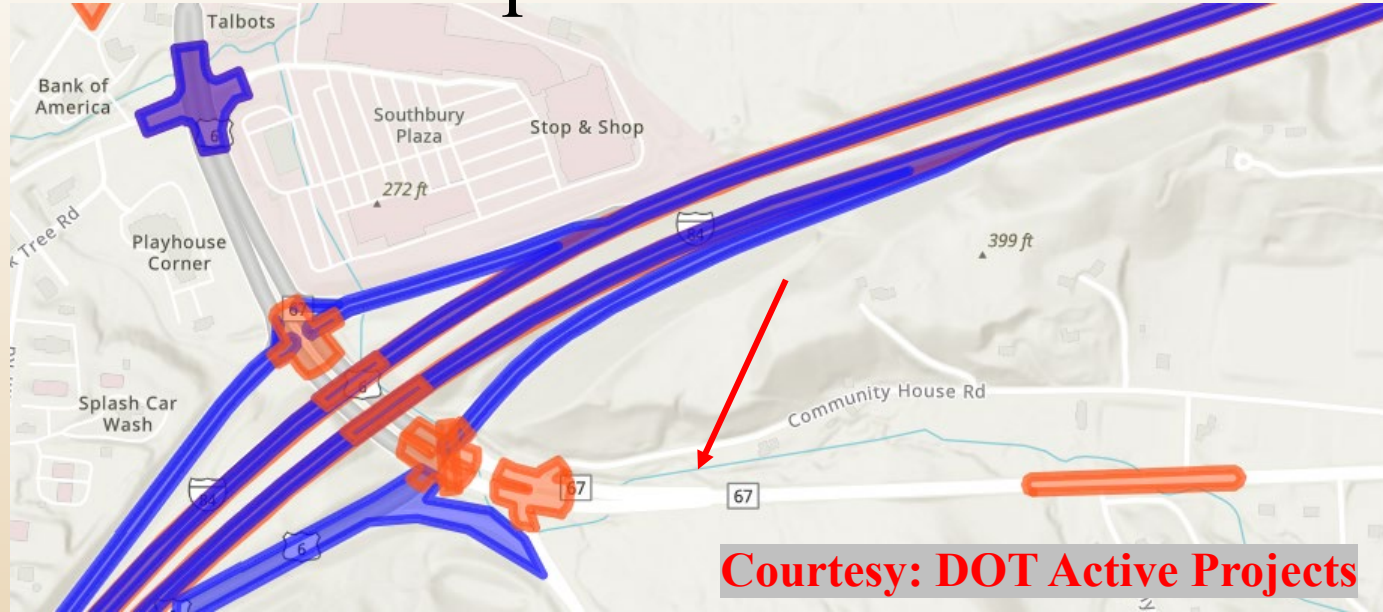 Talbots
Bank of
America
6
Southbury
Plaza
Stop & Shop
272 ft
Tree Rd
Playhouse
Corner
84
399 ft
67
6
Splash Car
Wash
Community House Rd
84
67
67
6
Courtesy: DOT Active Projects